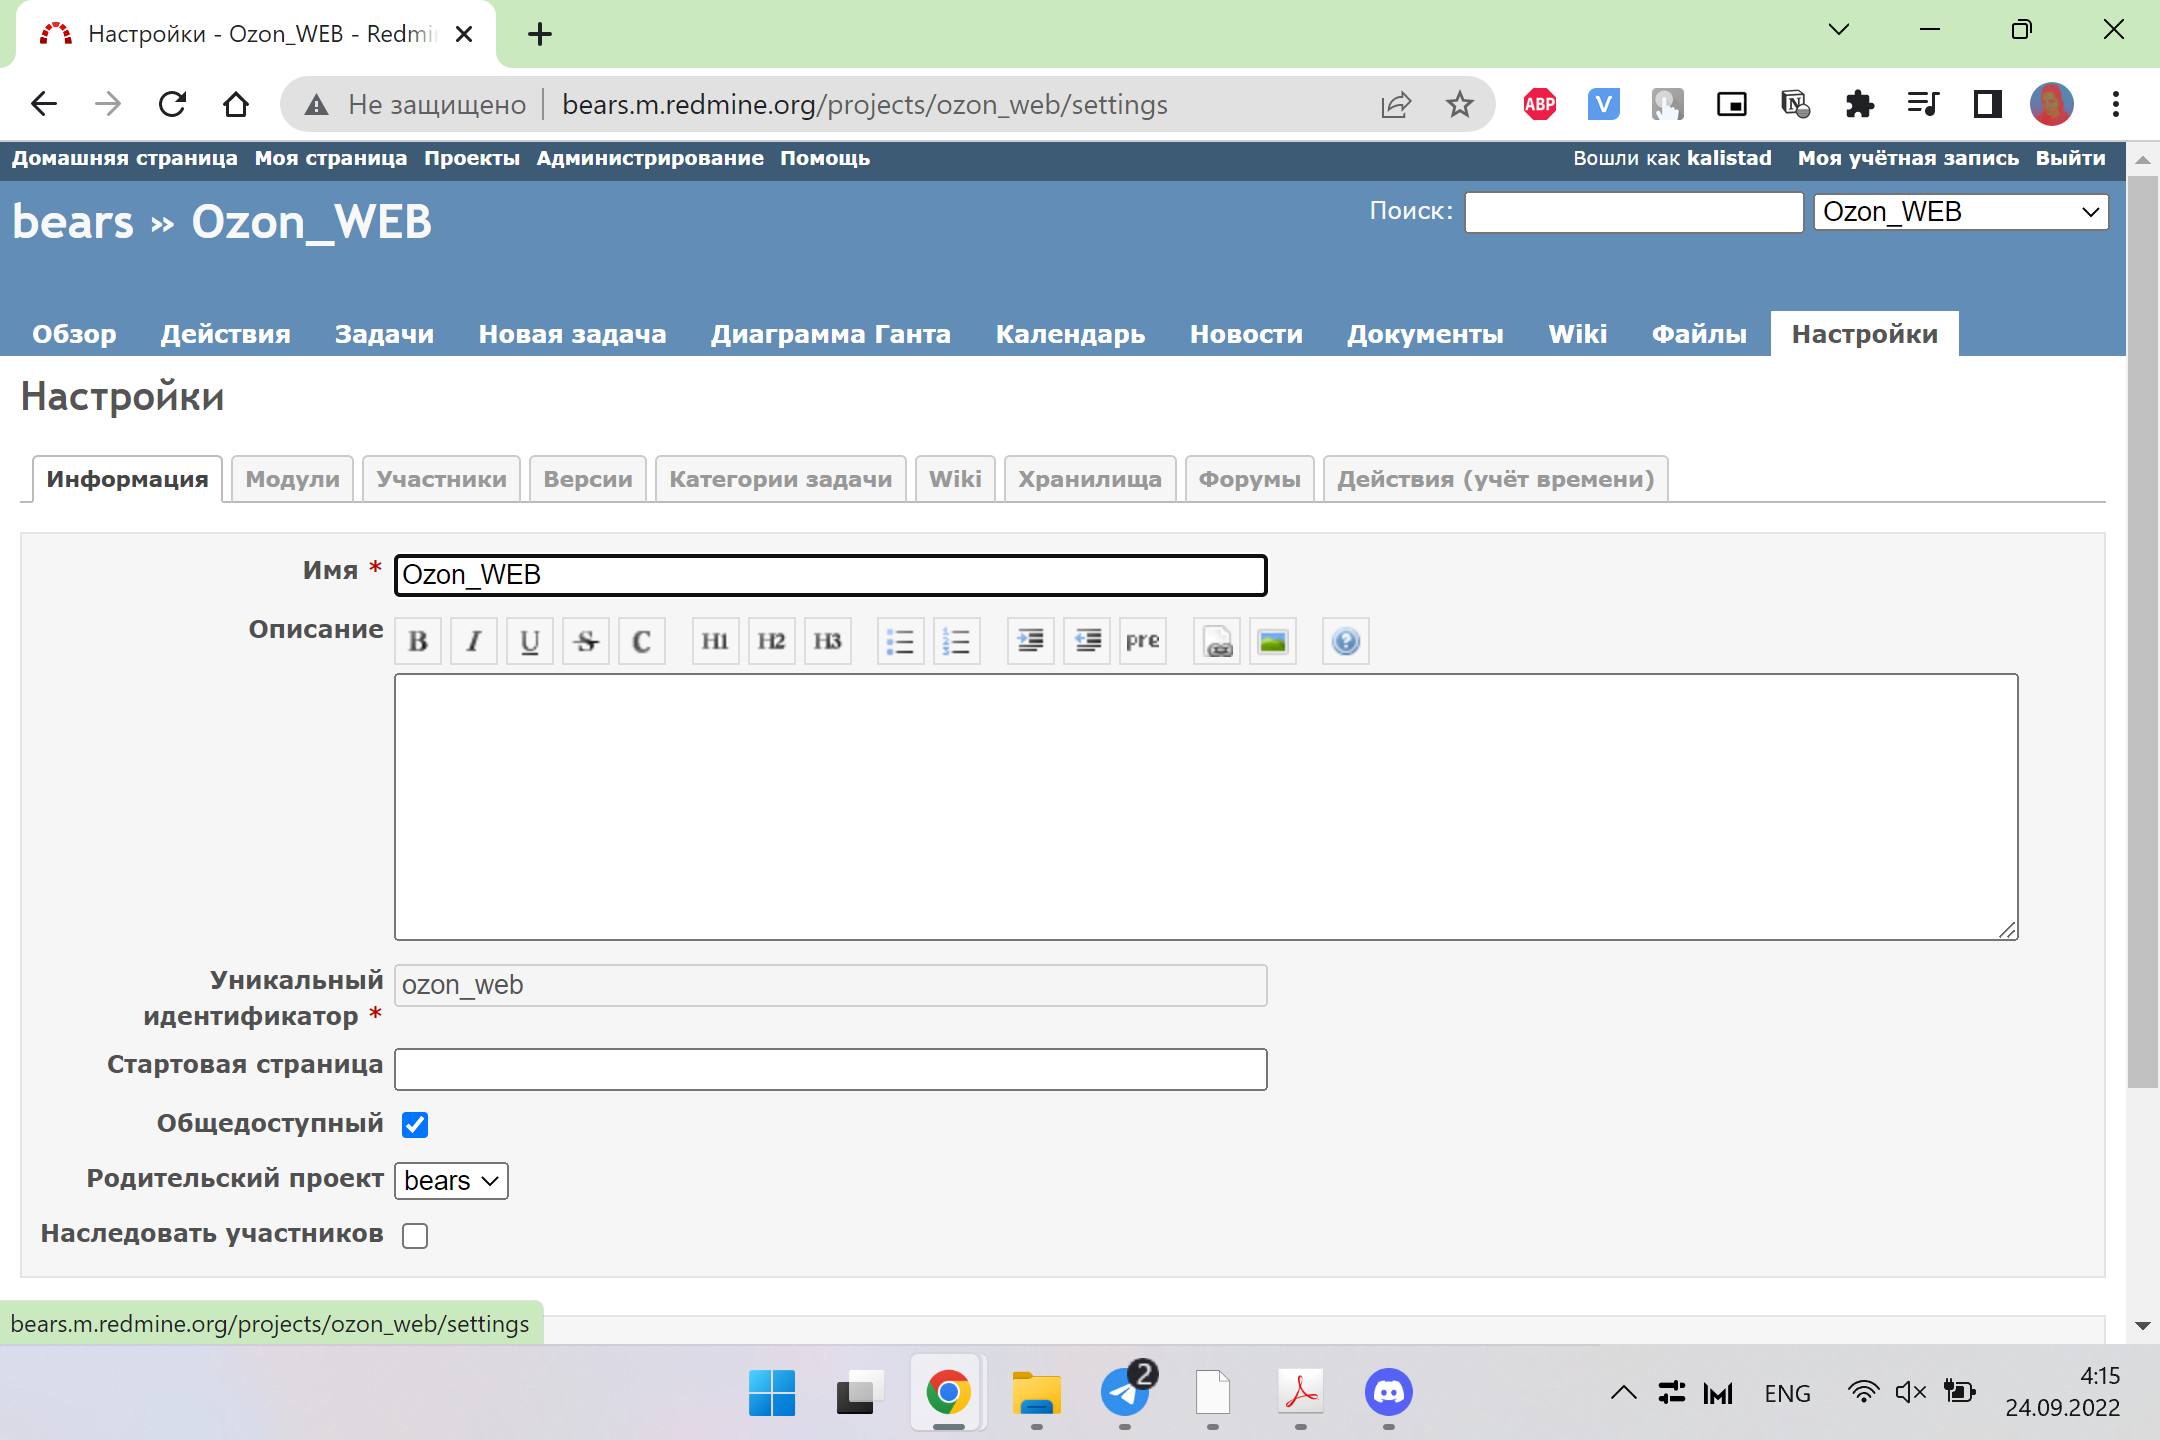 Настройки - Ozon_WEB - Redmi
Не защищено bears.m.redmine.org/projects/ozon_web/settings
ABP
V
N
Домашняя страница Моя страница Проекты Администрирование Помощь Вошли как kalistad Моя учётная запись Выйти
bears » Ozon_WEB Поиск: Ozon_WEB
Обзор Действия Задачи Новая задача Диаграмма Ганта Календарь Новости Документы Wiki Файлы Настройки
Настройки
Информация Модули Участники Версии Категории задачи Wiki Хранилища Форумы Действия (учёт времени)
Имя * Ozon_WEB
Описание B I U S C H1 H2 H3 pre ?
Уникальный идентификатор * ozon_web
Стартовая страница
Общедоступный
Родительский проект bears
Наследовать участников
bears.m.redmine.org/projects/ozon_web/settings
2
ENG
4:15
24.09.2022